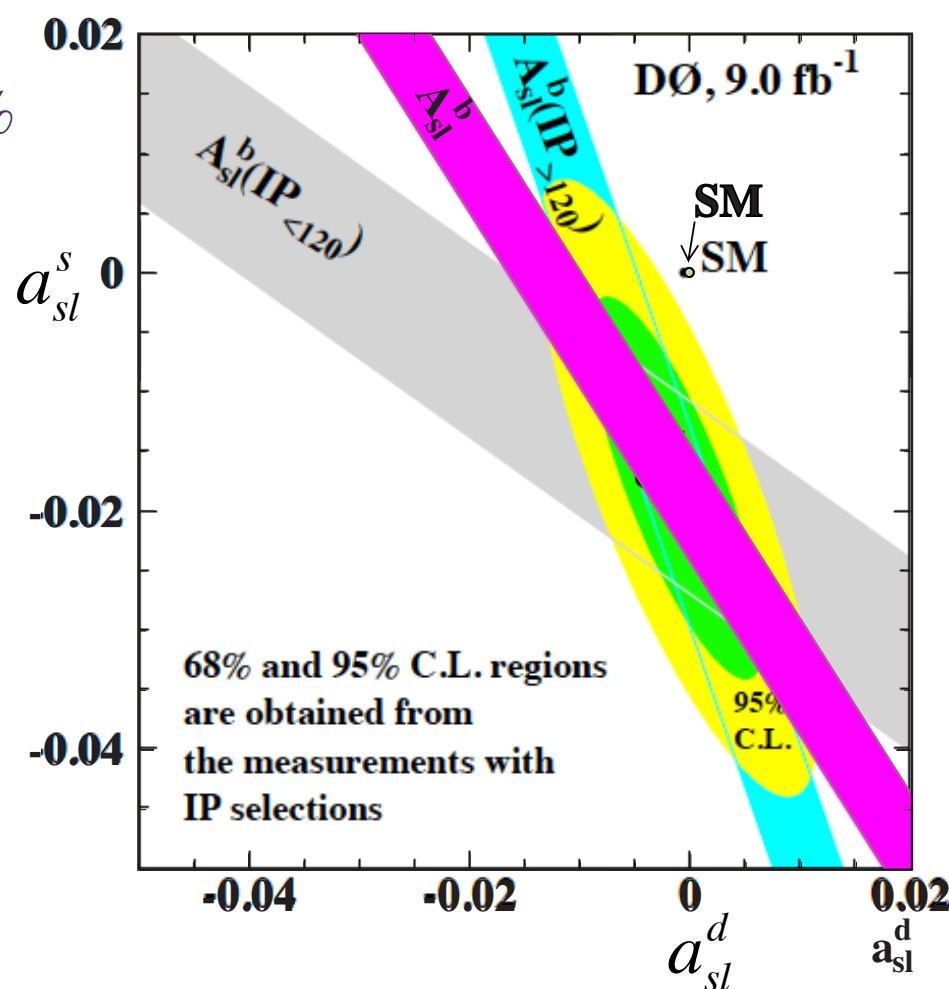 %
0.02
DØ, 9.0 fb⁻¹
A_sl^b
A_sl^b(IP_>120)
A_sl^b(IP_<120)
SM
SM
a_sl^s
0
-0.02
68% and 95% C.L. regions
are obtained from
the measurements with
IP selections
95%
C.L.
-0.04
-0.04
-0.02
0
0.02
a_sl^d
a_sl^d